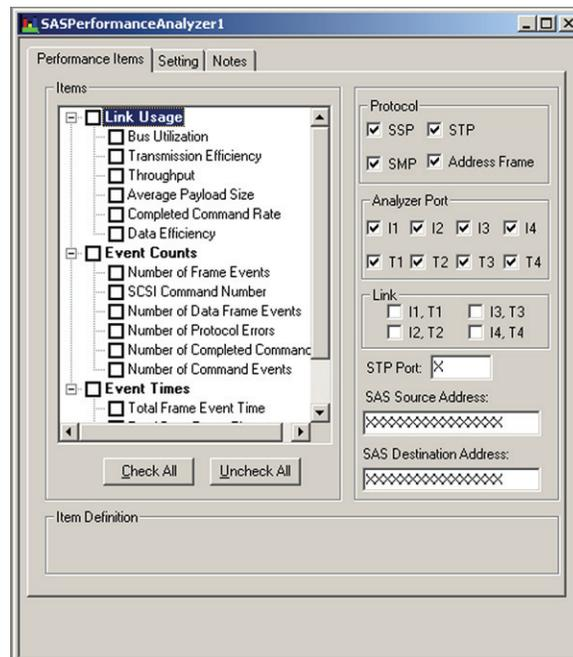 SASPerformanceAnalyzer1
Performance Items Setting Notes
Items
Link Usage
Bus Utilization
Transmission Efficiency
Throughput
Average Payload Size
Completed Command Rate
Data Efficiency
Event Counts
Number of Frame Events
SCSI Command Number
Number of Data Frame Events
Number of Protocol Errors
Number of Completed Command
Number of Command Events
Event Times
Total Frame Event Time
Check All Uncheck All
Protocol
SSP STP
SMP Address Frame
Analyzer Port
I1 I2 I3 I4
T1 T2 T3 T4
Link
I1, T1 I3, T3
I2, T2 I4, T4
STP Port: X
SAS Source Address:
XXXXXXXXXXXXXXXX
SAS Destination Address:
XXXXXXXXXXXXXXXX
Item Definition